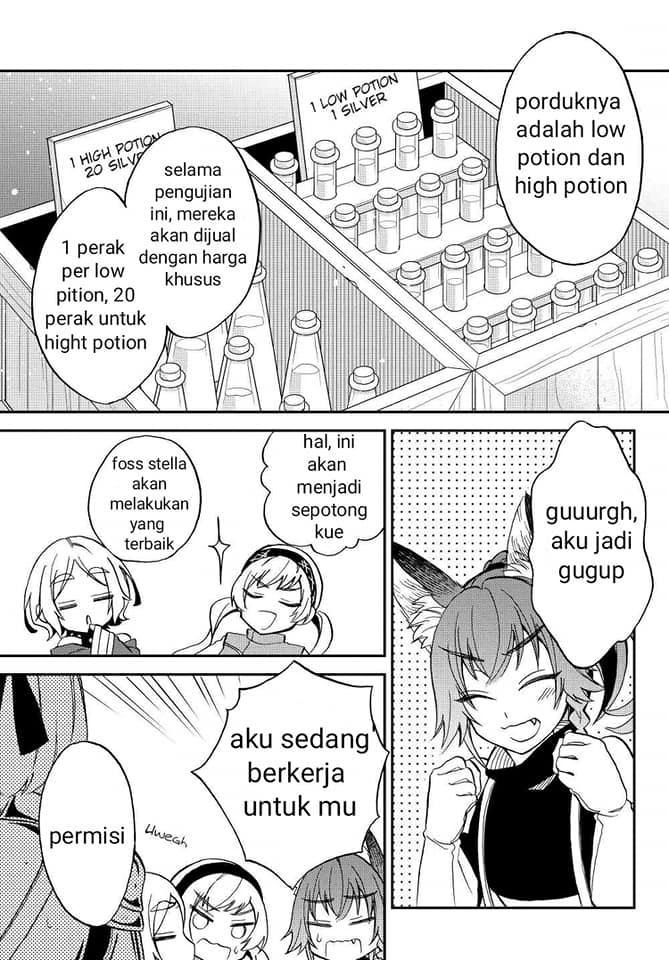 porduknya
adalah low
potion dan
high potion
1 LOW POTION
1 SILVER
1 HIGH POTION
20 SILVER
selama
pengujian
ini, mereka
akan dijual
dengan harga
khusus
1 perak
per low
pition, 20
perak untuk
hight potion
guuurgh,
aku jadi
gugup
hal, ini
akan
menjadi
sepotong
kue
foss stella
akan
melakukan
yang
terbaik
aku sedang
berkerja
untuk mu
permisi